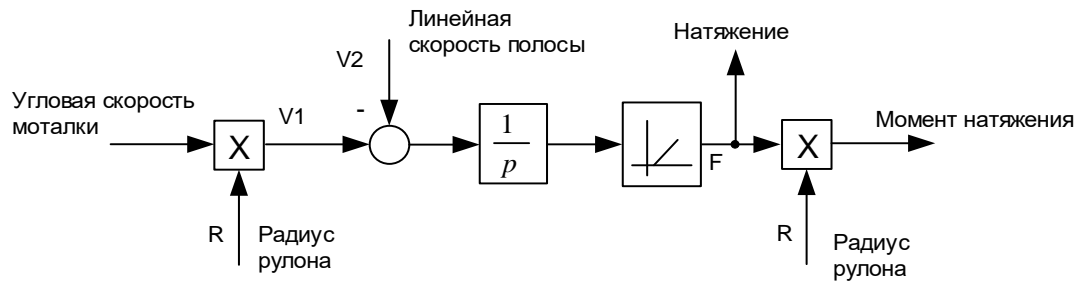 Линейная
скорость полосы
Натяжение
V2
Угловая скорость
моталки
V1
-
X
1
p
F
X
Момент натяжения
R
Радиус
рулона
R
Радиус
рулона